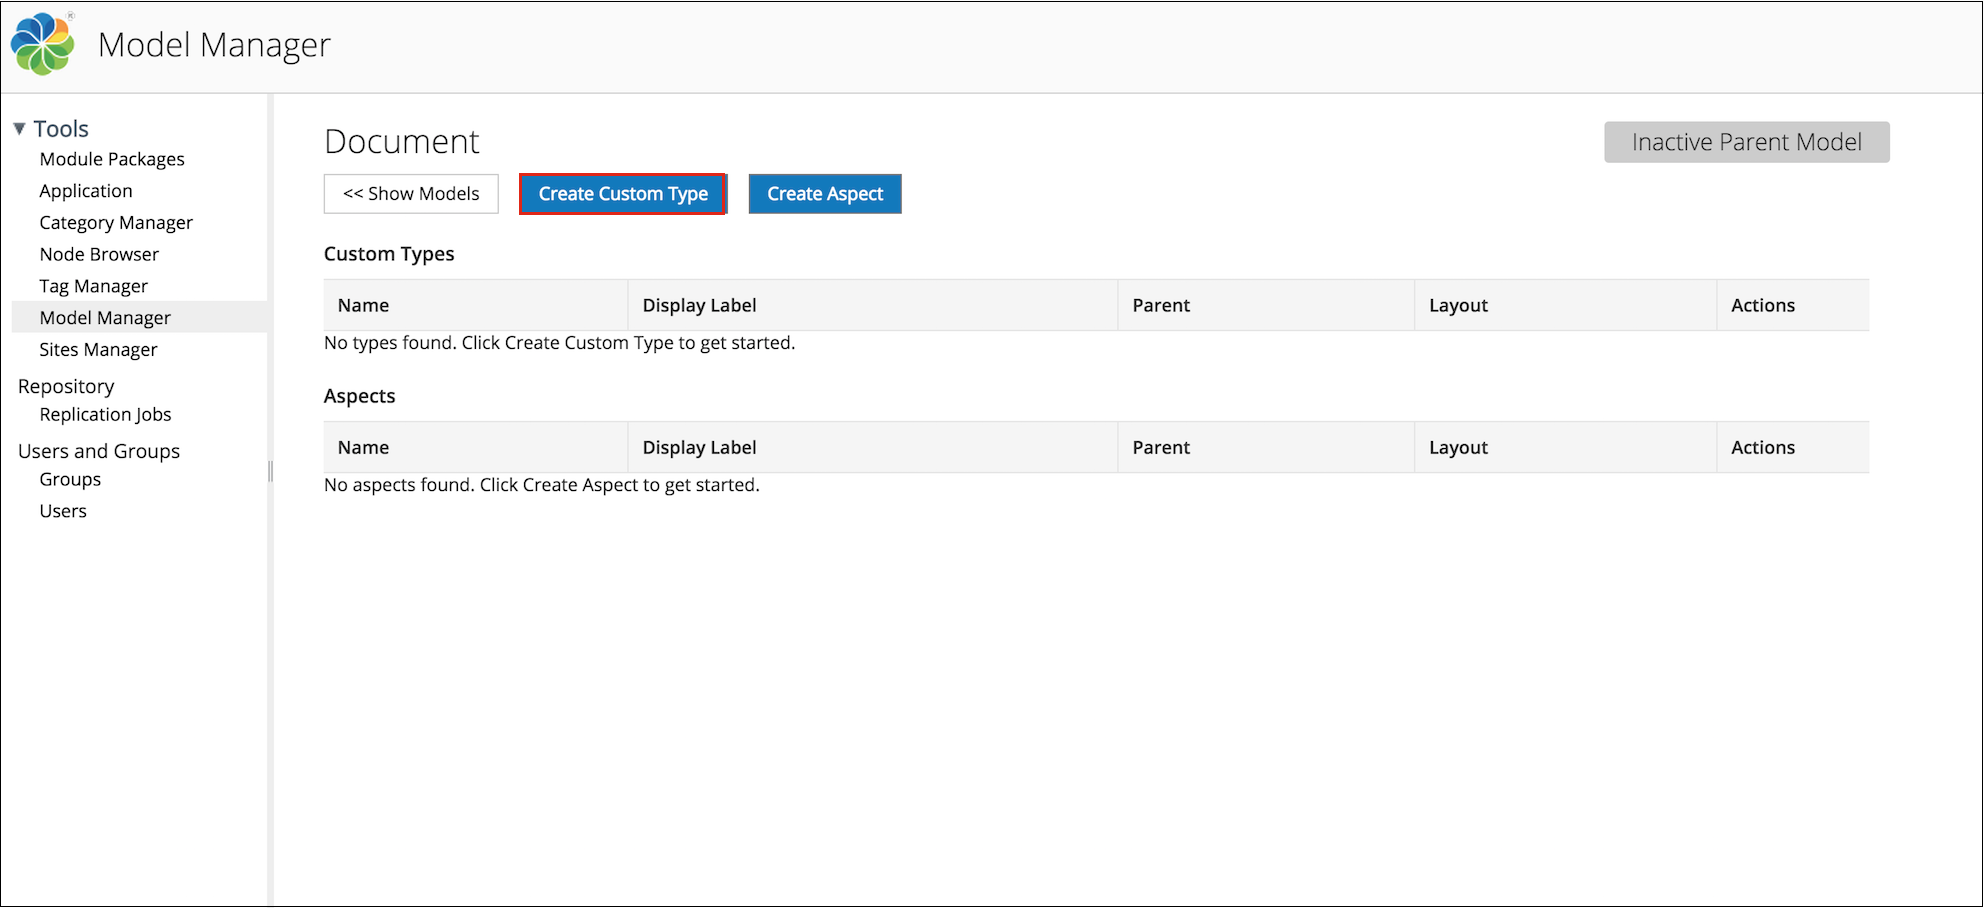 Model Manager
Tools
Module Packages
Application
Category Manager
Node Browser
Tag Manager
Model Manager
Sites Manager
Repository
Replication Jobs
Users and Groups
Groups
Users
Document
Inactive Parent Model
<< Show Models Create Custom Type Create Aspect
Custom Types
Name Display Label Parent Layout Actions
No types found. Click Create Custom Type to get started.
Aspects
Name Display Label Parent Layout Actions
No aspects found. Click Create Aspect to get started.